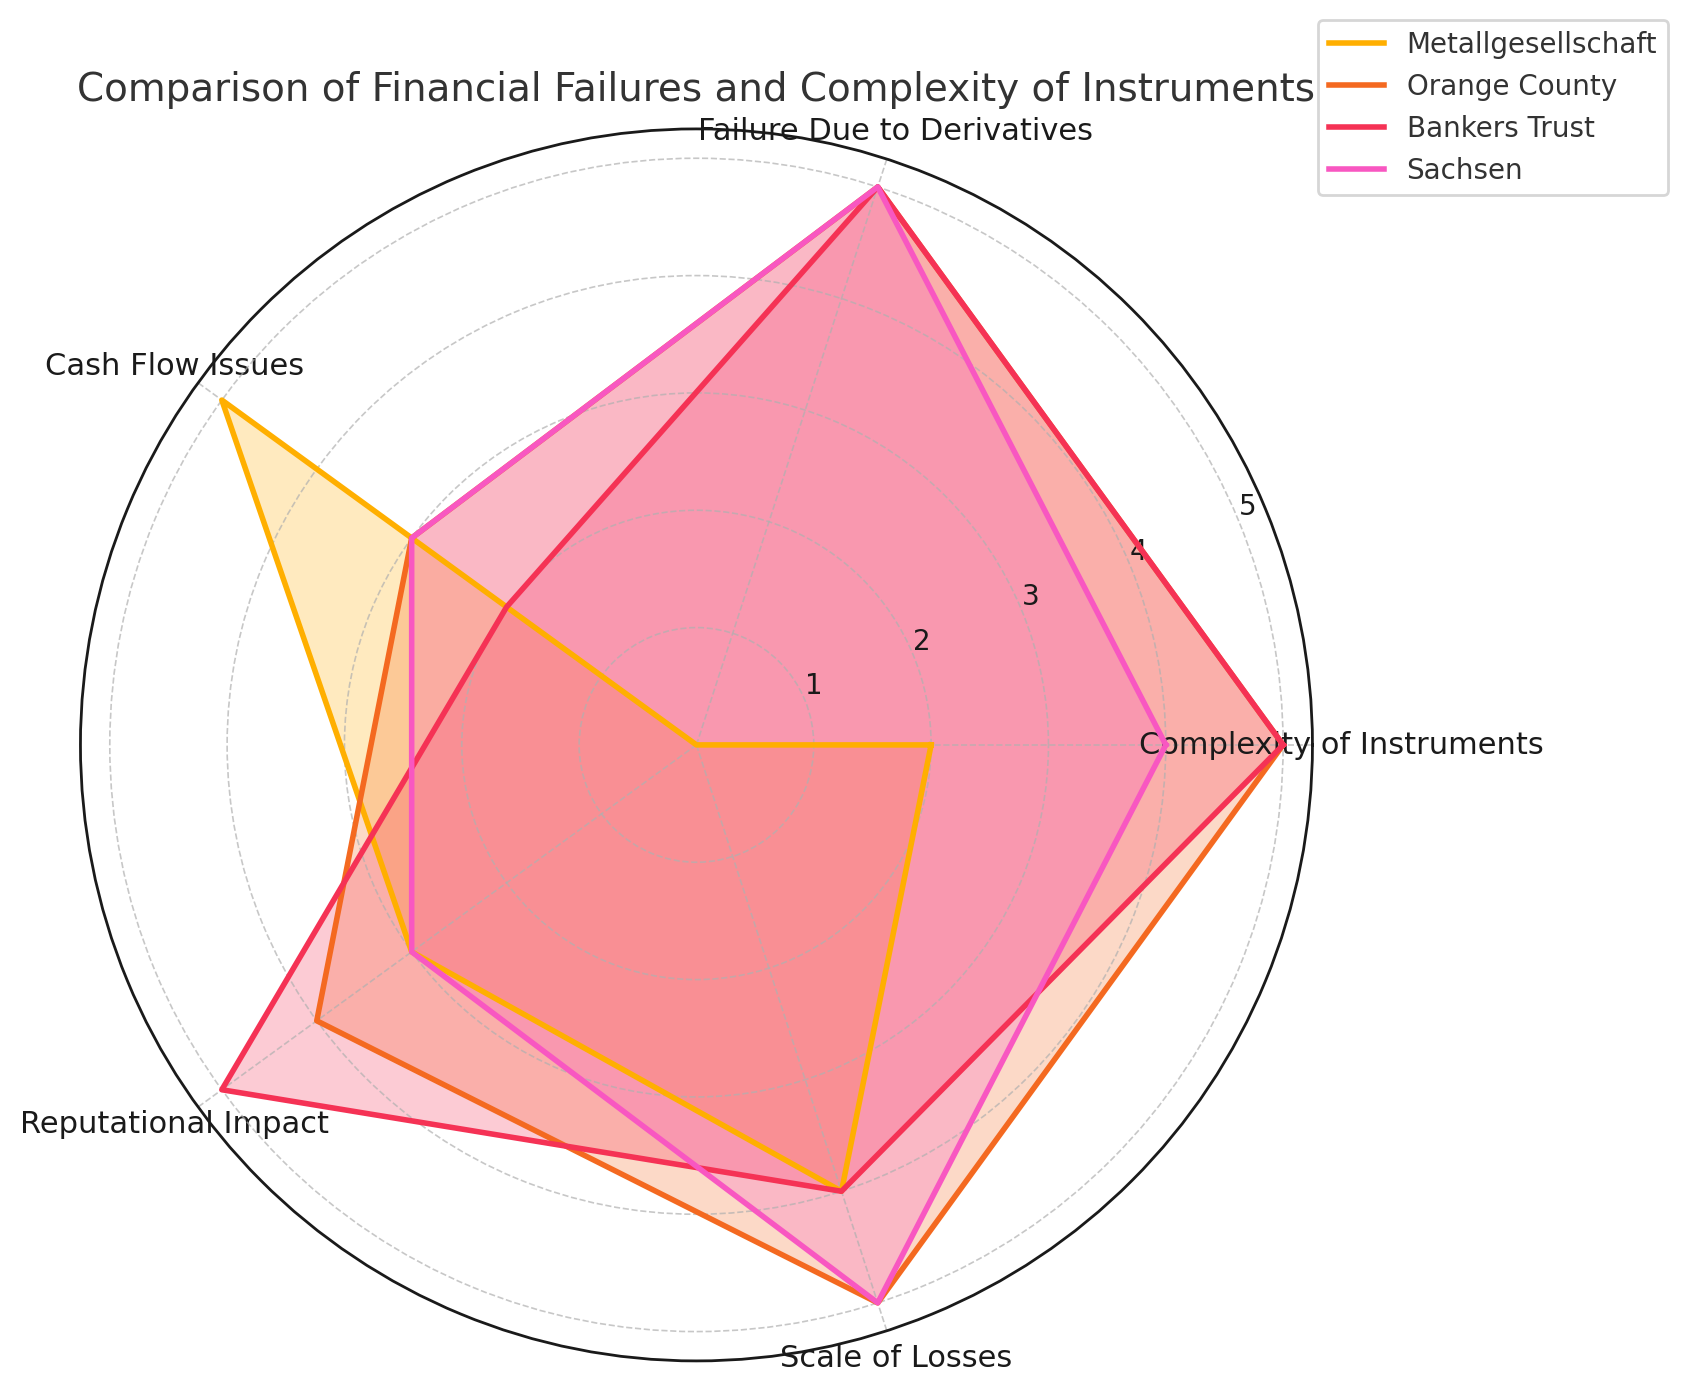 Metallgesellschaft
Orange County
Bankers Trust
Sachsen
Comparison of Financial Failures and Complexity of Instruments
Failure Due to Derivatives
Cash Flow Issues
5
4
3
2
1
Complexity of Instruments
Reputational Impact
Scale of Losses